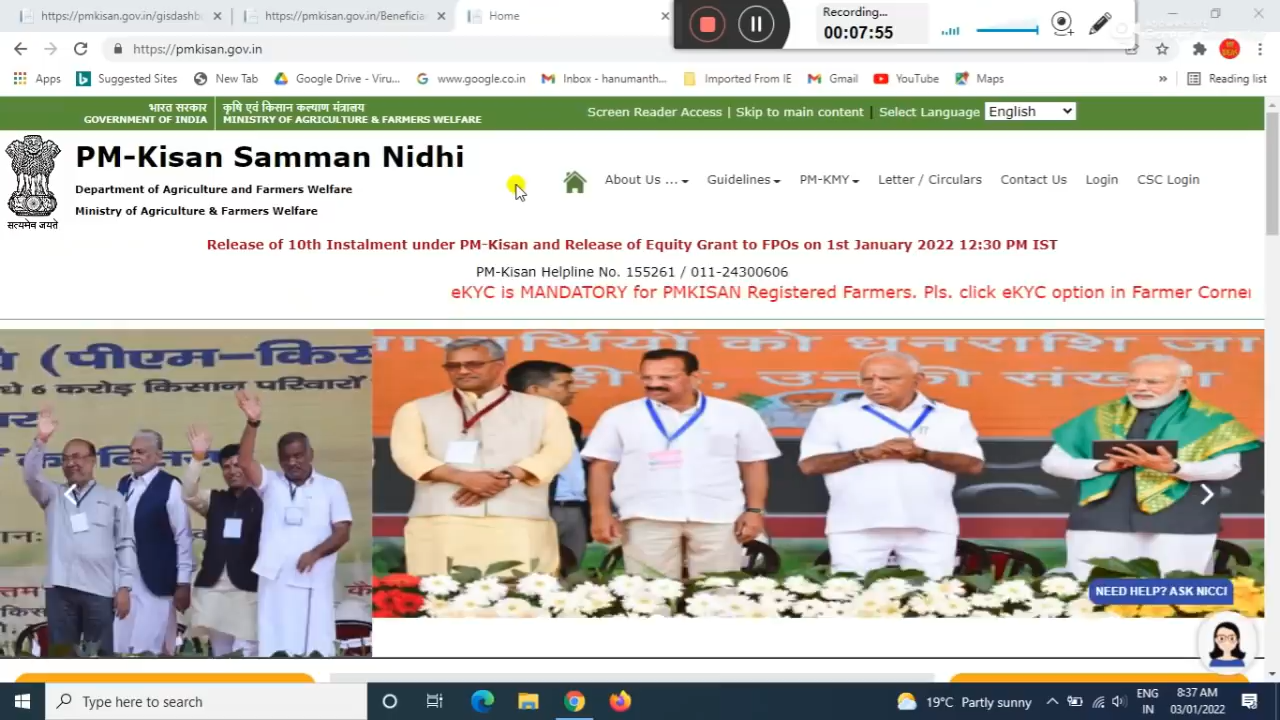 https://pmkisan.gov.in/gisdashb
https://pmkisan.gov.in/Beneficia
Home
Recording...
00:07:55
https://pmkisan.gov.in
Apps
Suggested Sites
New Tab
Google Drive - Viru...
www.google.co.in
Inbox - hanumanth...
Imported From IE
Gmail
YouTube
Maps
»
Reading list
भारत सरकार
GOVERNMENT OF INDIA
कृषि एवं किसान कल्याण मंत्रालय
MINISTRY OF AGRICULTURE & FARMERS WELFARE
Screen Reader Access | Skip to main content | Select Language English
PM-Kisan Samman Nidhi
Department of Agriculture and Farmers Welfare
Ministry of Agriculture & Farmers Welfare
सत्यमेव जयते
About Us ...
Guidelines
PM-KMY
Letter / Circulars
Contact Us
Login
CSC Login
Release of 10th Instalment under PM-Kisan and Release of Equity Grant to FPOs on 1st January 2022 12:30 PM IST
PM-Kisan Helpline No. 155261 / 011-24300606
eKYC is MANDATORY for PMKISAN Registered Farmers. Pls. click eKYC option in Farmer Corner
(पीएम-किस
6 करोड़ किसान परिवारों
को धनराशि जा
उनकी संख्या
NEED HELP? ASK NICCI
Type here to search
19°C Partly sunny
ENG
IN
8:37 AM
03/01/2022